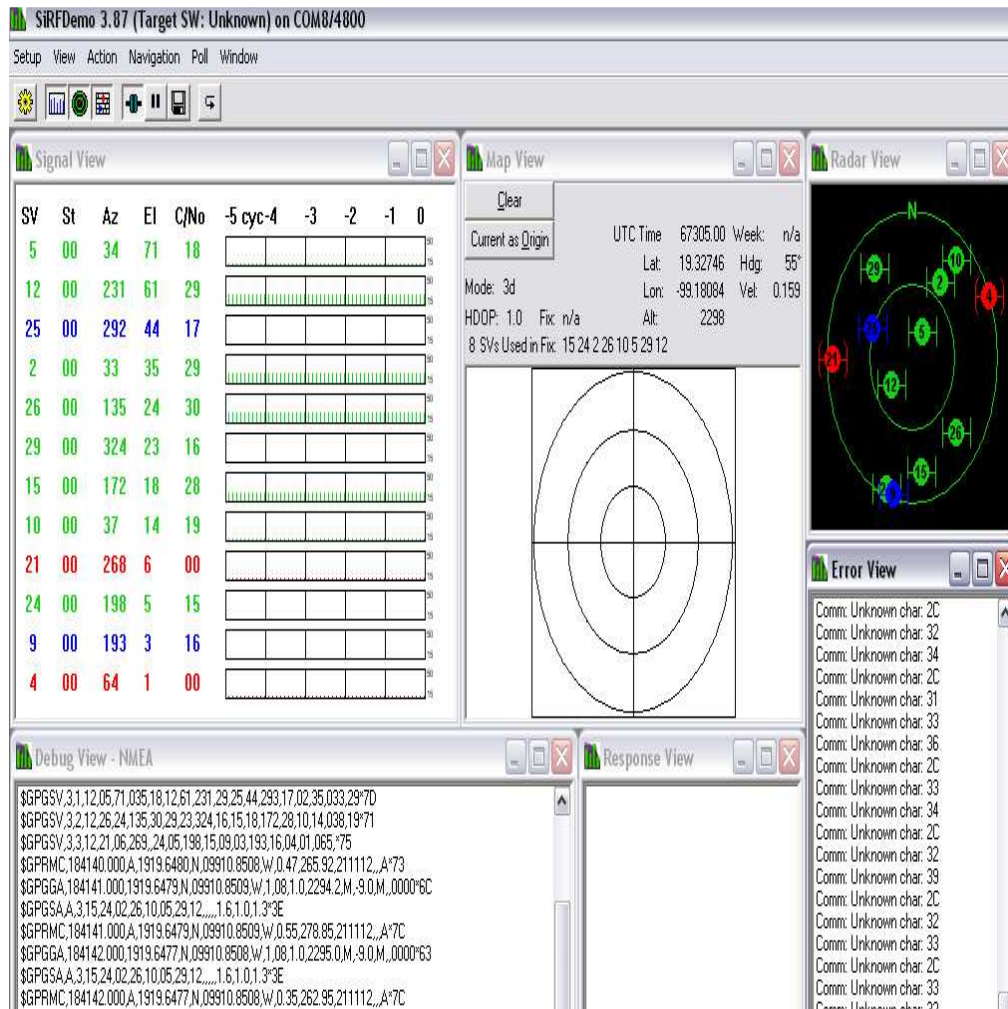 SiRFDemo 3.87 (Target SW: Unknown) on COM8/4800
Setup View Action Navigation Poll Window
Signal View
SV St Az El C/No -5 cyc-4 -3 -2 -1 0
5 00 34 71 18
12 00 231 61 29
25 00 292 44 17
2 00 33 35 29
26 00 135 24 30
29 00 324 23 16
15 00 172 18 28
10 00 37 14 19
21 00 268 6 00
24 00 198 5 15
9 00 193 3 16
4 00 64 1 00
Map View
Clear
Current as Origin
UTC Time 67305.00 Week: n/a
Lat: 19.32746 Hdg: 55°
Mode: 3d Lon: -99.18084 Vel: 0.159
HDOP: 1.0 Fix: n/a Alt: 2298
8 SVs Used in Fix: 15 24 2 26 10 5 29 12
Radar View
N
29 10
2 4
5
21
12
26
15
Error View
Comm: Unknown char: 2C
Comm: Unknown char: 32
Comm: Unknown char: 34
Comm: Unknown char: 2C
Comm: Unknown char: 31
Comm: Unknown char: 33
Comm: Unknown char: 36
Comm: Unknown char: 2C
Comm: Unknown char: 33
Comm: Unknown char: 34
Comm: Unknown char: 2C
Comm: Unknown char: 32
Comm: Unknown char: 39
Comm: Unknown char: 2C
Comm: Unknown char: 32
Comm: Unknown char: 33
Comm: Unknown char: 2C
Comm: Unknown char: 33
Debug View - NMEA
$GPGSV,3,1,12,05,71,035,18,12,61,231,29,25,44,293,17,02,35,033,29*7D
$GPGSV,3,2,12,26,24,135,30,29,23,324,16,15,18,172,28,10,14,038,19*71
$GPGSV,3,3,12,21,06,269,,24,05,198,15,09,03,193,16,04,01,065,*75
$GPRMC,184140.000,A,1919.6480,N,09910.8508,W,0.47,265.92,211112,,,A*73
$GPGGA,184141.000,1919.6479,N,09910.8509,W,1,08,1.0,2294.2,M,-9.0,M,,0000*6C
$GPGSA,A,3,15,24,02,26,10,05,29,12,,,,,1.6,1.0,1.3*3E
$GPRMC,184141.000,A,1919.6479,N,09910.8509,W,0.55,278.85,211112,,,A*7C
$GPGGA,184142.000,1919.6477,N,09910.8508,W,1,08,1.0,2295.0,M,-9.0,M,,0000*63
$GPGSA,A,3,15,24,02,26,10,05,29,12,,,,,1.6,1.0,1.3*3E
$GPRMC,184142.000,A,1919.6477,N,09910.8508,W,0.35,262.95,211112,,,A*7C
Response View